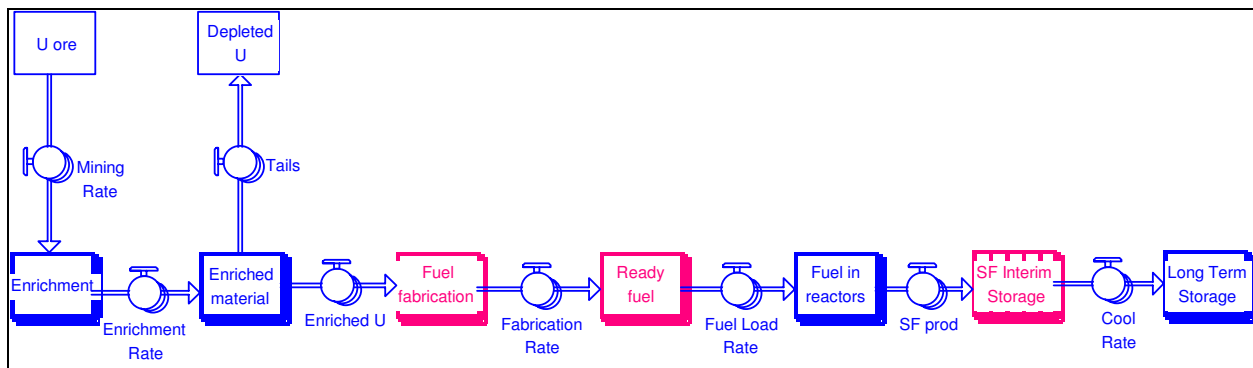 U ore
Depleted
U
Mining
Rate
Tails
Enrichment
Enriched
material
Fuel
fabrication
Ready
fuel
Fuel in
reactors
SF Interim
Storage
Long Term
Storage
Enrichment
Rate
Enriched U
Fabrication
Rate
Fuel Load
Rate
SF prod
Cool
Rate